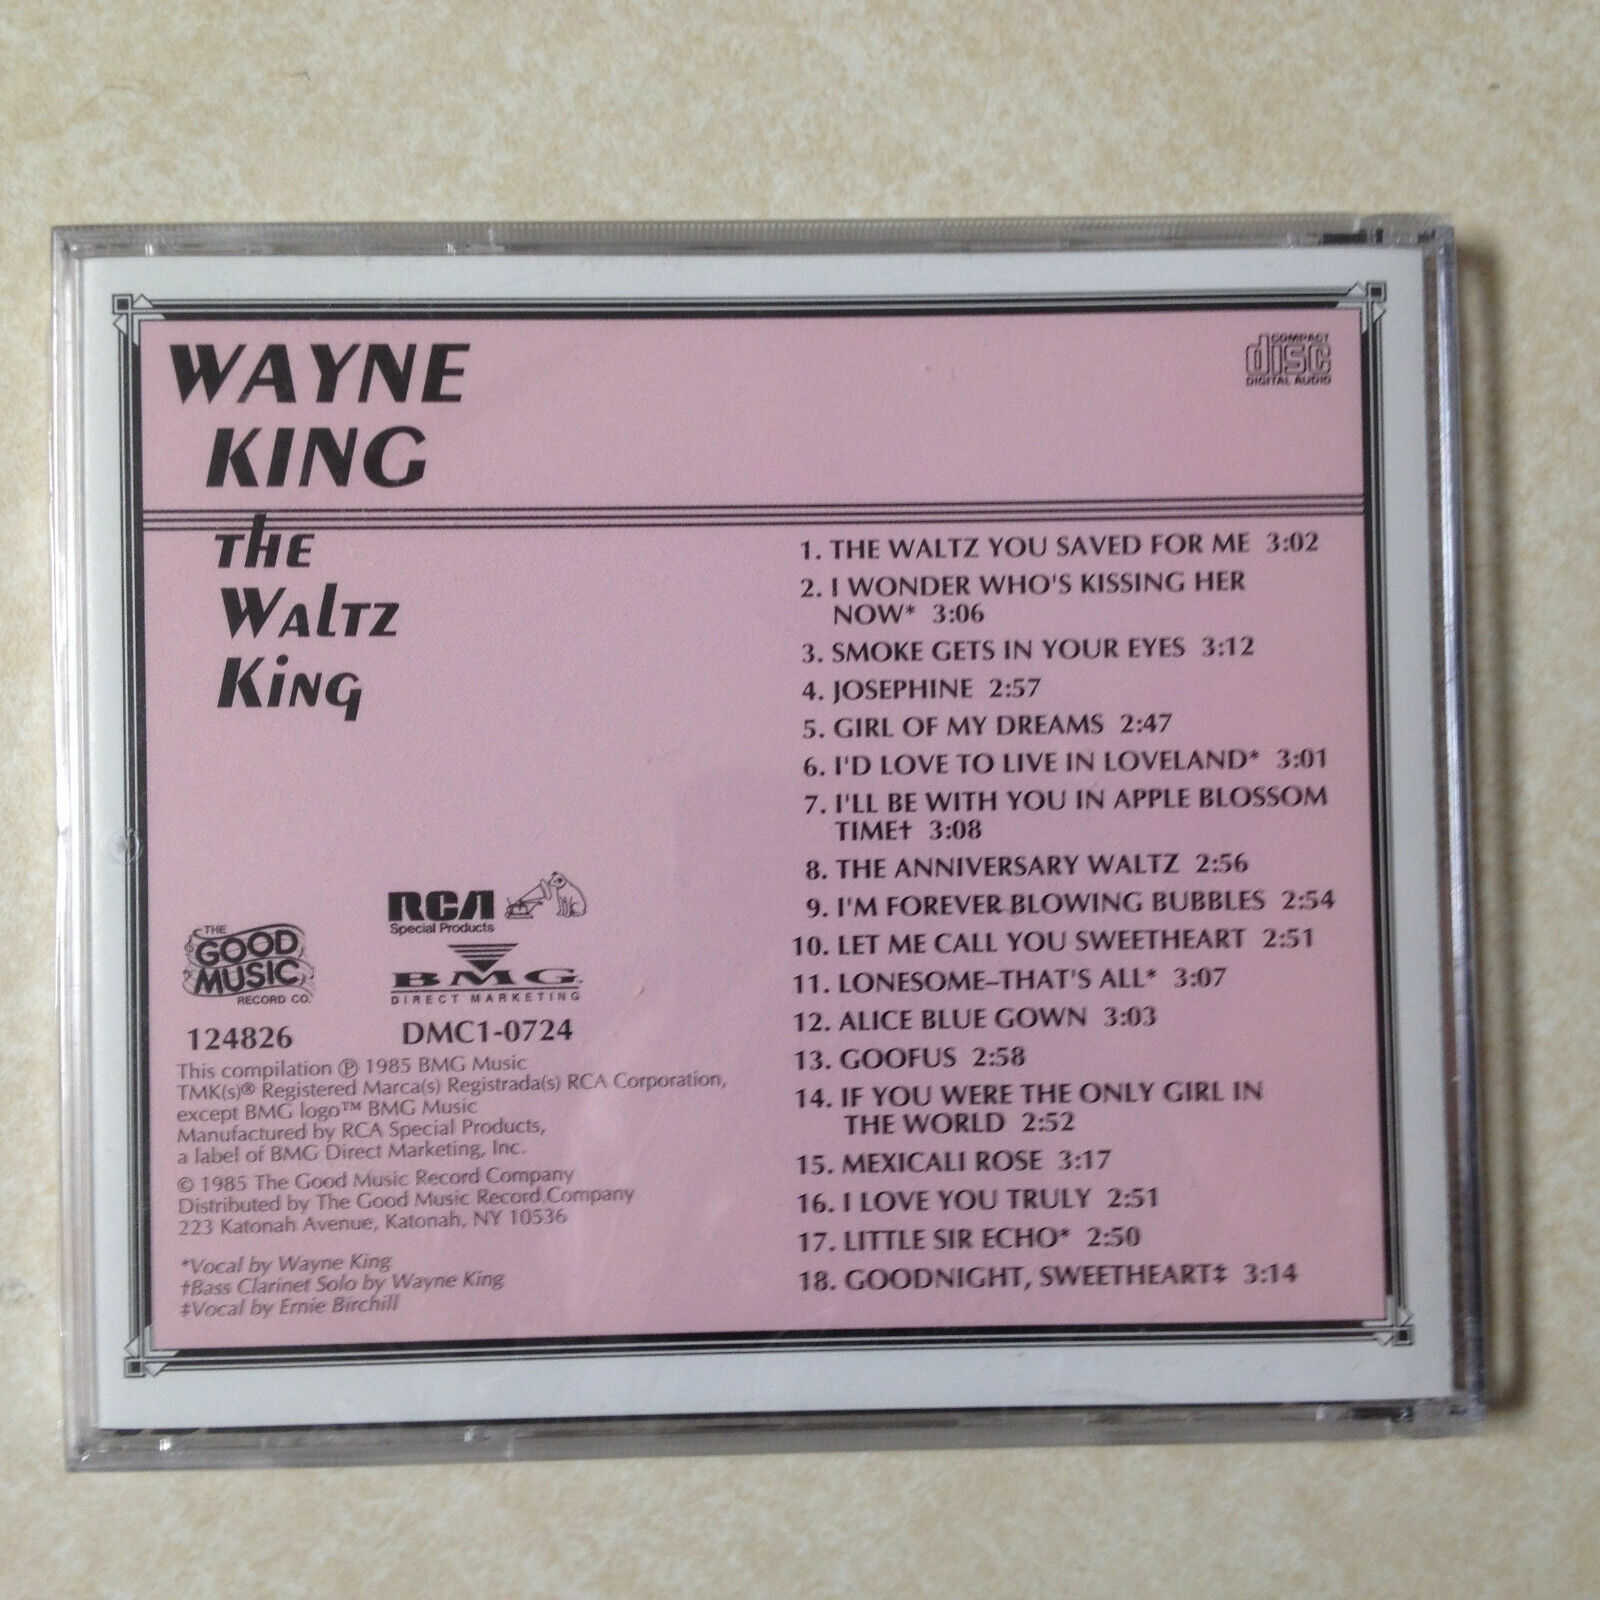 WAYNE
KING
THE
WALTZ
KING
COMPACT
disc
DIGITAL AUDIO
1. THE WALTZ YOU SAVED FOR ME 3:02
2. I WONDER WHO'S KISSING HER
NOW* 3:06
3. SMOKE GETS IN YOUR EYES 3:12
4. JOSEPHINE 2:57
5. GIRL OF MY DREAMS 2:47
6. I'D LOVE TO LIVE IN LOVELAND* 3:01
7. I'LL BE WITH YOU IN APPLE BLOSSOM
TIME† 3:08
8. THE ANNIVERSARY WALTZ 2:56
9. I'M FOREVER BLOWING BUBBLES 2:54
10. LET ME CALL YOU SWEETHEART 2:51
11. LONESOME–THAT'S ALL* 3:07
12. ALICE BLUE GOWN 3:03
13. GOOFUS 2:58
14. IF YOU WERE THE ONLY GIRL IN
THE WORLD 2:52
15. MEXICALI ROSE 3:17
16. I LOVE YOU TRULY 2:51
17. LITTLE SIR ECHO* 2:50
18. GOODNIGHT, SWEETHEART‡ 3:14
THE
GOOD
MUSIC
RECORD CO.
124826
RCA
Special Products
BMG
DIRECT MARKETING
DMC1-0724
This compilation ℗ 1985 BMG Music
TMK(s)® Registered Marca(s) Registrada(s) RCA Corporation,
except BMG logo™ BMG Music
Manufactured by RCA Special Products,
a label of BMG Direct Marketing, Inc.
© 1985 The Good Music Record Company
Distributed by The Good Music Record Company
223 Katonah Avenue, Katonah, NY 10536
*Vocal by Wayne King
†Bass Clarinet Solo by Wayne King
‡Vocal by Ernie Birchill